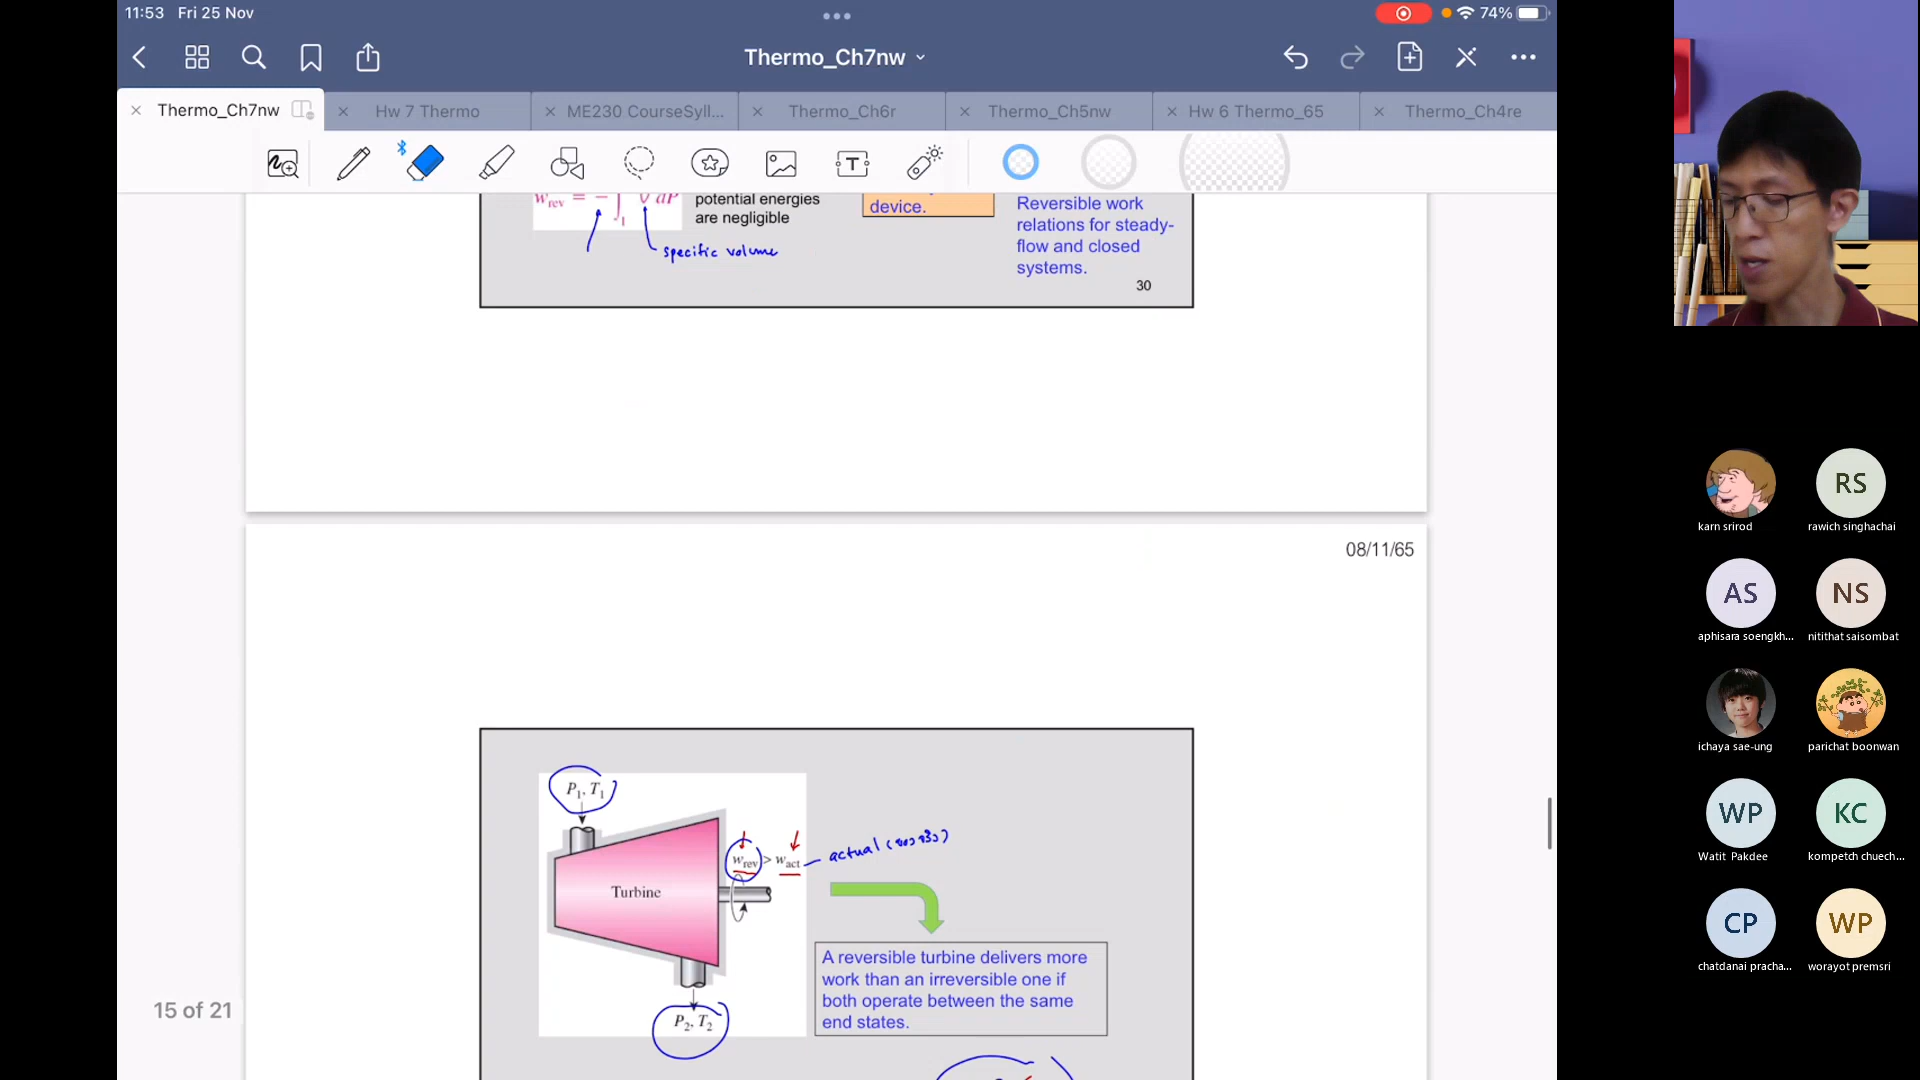 11:53 Fri 25 Nov
74%
Thermo_Ch7nw
Thermo_Ch7nw
Hw 7 Thermo
ME230 CourseSyll...
Thermo_Ch6r
Thermo_Ch5nw
Hw 6 Thermo_65
Thermo_Ch4re
potential energies
are negligible
device.
specific volume
Reversible work
relations for steady-
flow and closed
systems.
30
08/11/65
P1, T1
wrev > wact
actual
Turbine
P2, T2
A reversible turbine delivers more
work than an irreversible one if
both operate between the same
end states.
15 of 21
karn srirod
RS
rawich singhachai
AS
aphisara soengkh...
NS
nitithat saisombat
ichaya sae-ung
parichat boonwan
WP
Watit Pakdee
KC
kompetch chuech...
CP
chatdanai pracha...
WP
worayot premsri